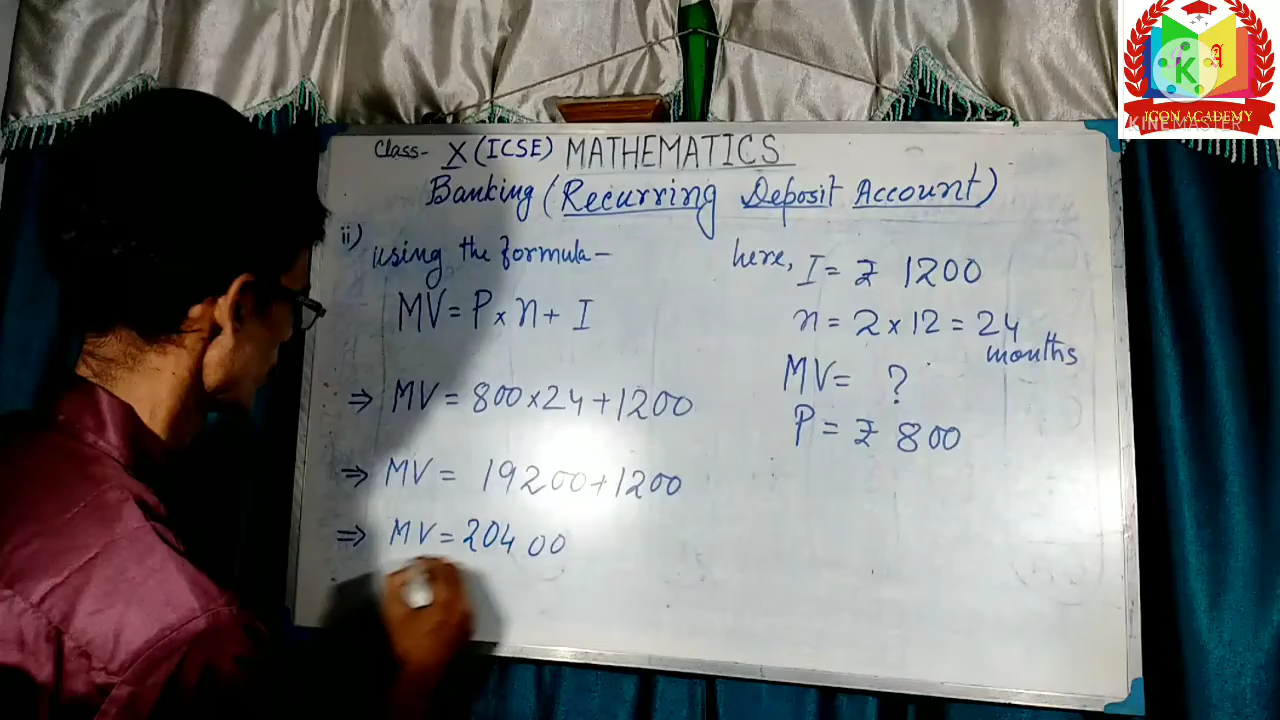 Class- X (ICSE) MATHEMATICS
Banking (Recurring Deposit Account)
ii)
using the formula-
MV = P × n + I
⇒ MV = 800 × 24 + 1200
⇒ MV = 19200 + 1200
⇒ MV = 20400
here, I = ₹ 1200
n = 2 × 12 = 24
months
MV = ?
P = ₹ 800
K A
ICON ACADEMY
KINEMASTER